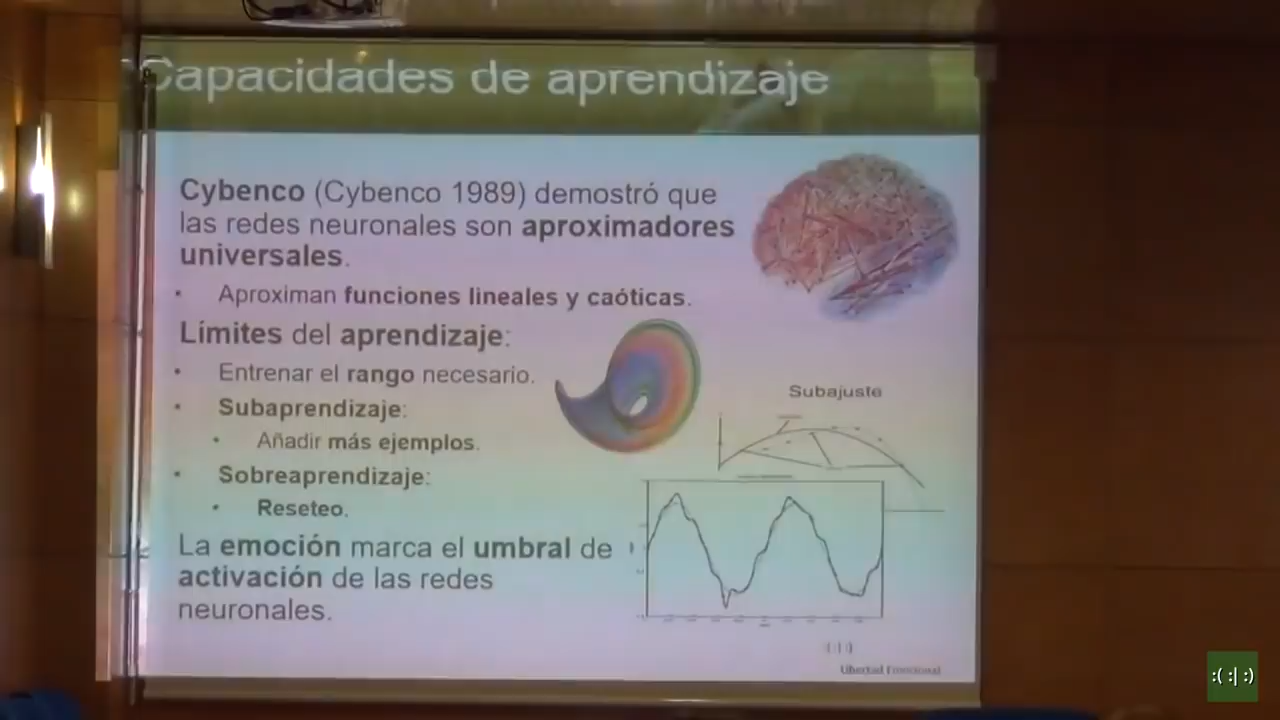 Capacidades de aprendizaje
Cybenco (Cybenco 1989) demostró que
las redes neuronales son aproximadores
universales.
• Aproximan funciones lineales y caóticas.
Límites del aprendizaje:
• Entrenar el rango necesario.
• Subaprendizaje:
• Añadir más ejemplos.
• Sobreaprendizaje:
• Reseteo.
La emoción marca el umbral de
activación de las redes
neuronales.
Subajuste
Libertad Emocional
:( :| :)